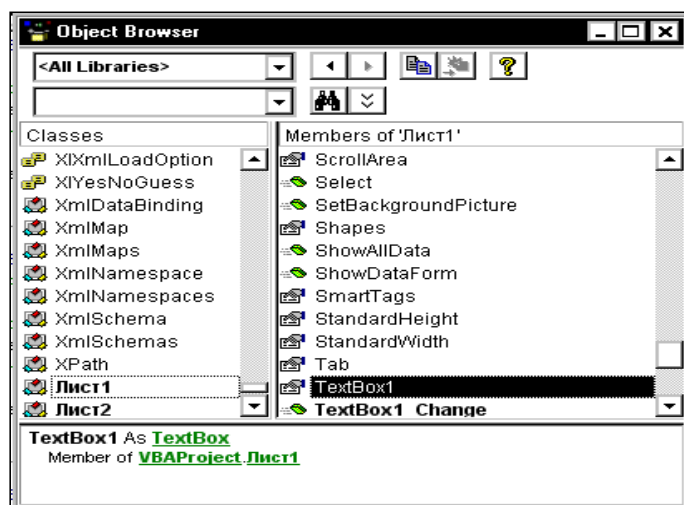 Object Browser
<All Libraries>
Classes
Members of 'Лист1'
XlXmlLoadOption
XlYesNoGuess
XmlDataBinding
XmlMap
XmlMaps
XmlNamespace
XmlNamespaces
XmlSchema
XmlSchemas
XPath
Лист1
Лист2
ScrollArea
Select
SetBackgroundPicture
Shapes
ShowAllData
ShowDataForm
SmartTags
StandardHeight
StandardWidth
Tab
TextBox1
TextBox1_Change
TextBox1 As TextBox
Member of VBAProject.Лист1